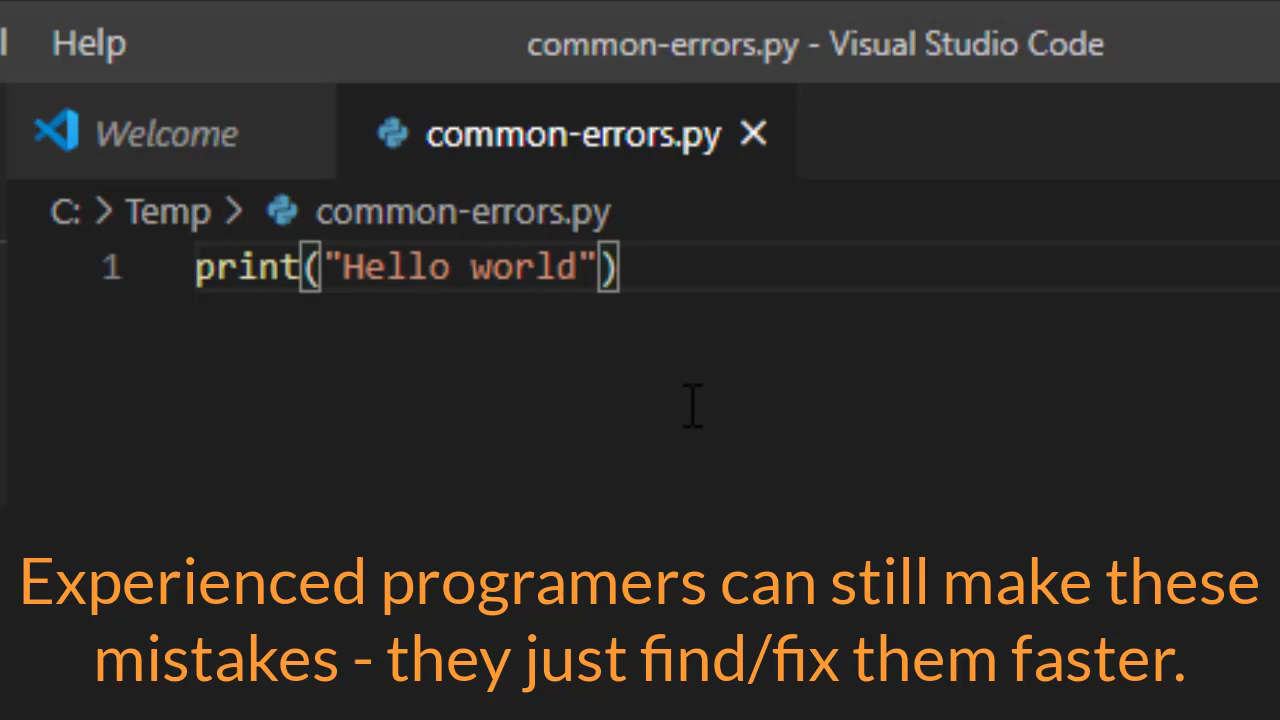 Help common-errors.py - Visual Studio Code
Welcome common-errors.py
C: > Temp > common-errors.py
1 print("Hello world")
Experienced programers can still make these
mistakes - they just find/fix them faster.